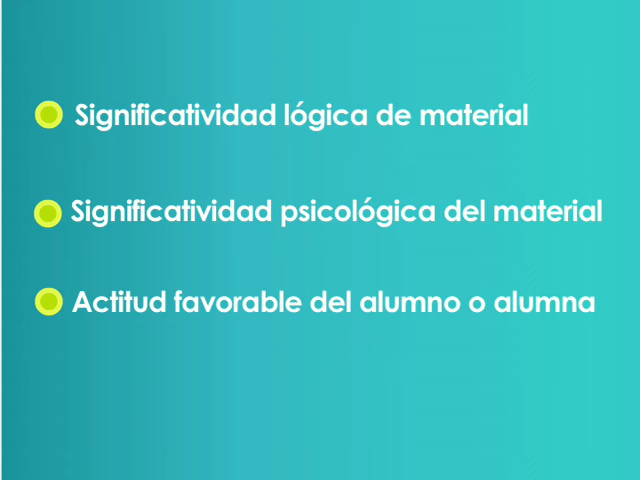 Significatividad lógica de material
Significatividad psicológica del material
Actitud favorable del alumno o alumna